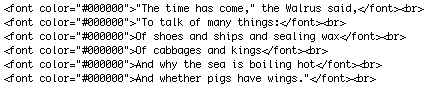 <font color="#000000">"The time has come," the Walrus said,</font><br>
<font color="#000000">"To talk of many things:</font><br>
<font color="#000000">Of shoes and ships and sealing wax</font><br>
<font color="#000000">Of cabbages and kings</font><br>
<font color="#000000">And why the sea is boiling hot</font><br>
<font color="#000000">And whether pigs have wings."</font><br>